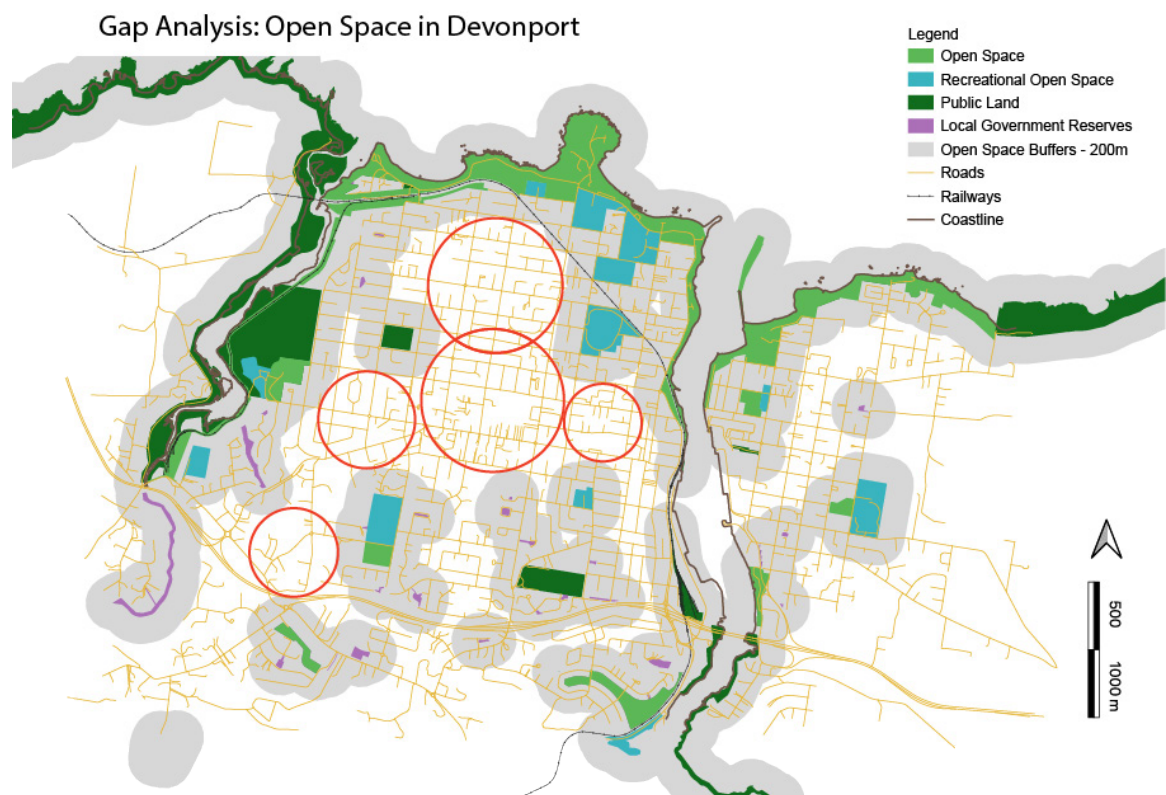 Gap Analysis: Open Space in Devonport
Legend
Open Space
Recreational Open Space
Public Land
Local Government Reserves
Open Space Buffers - 200m
Roads
Railways
Coastline
500
1000 m